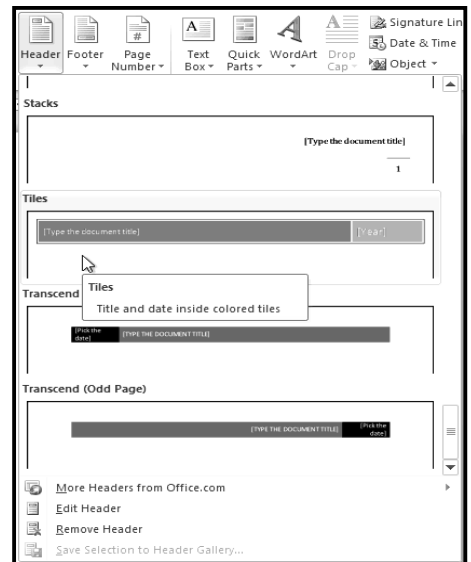 Header Footer Page Number Text Box Quick Parts WordArt Drop Cap
A
#
A
A
A
Signature Lin
Date & Time
Object
Stacks
[Type the document title]
1
Tiles
[Type the document title] [Year]
Tiles
Title and date inside colored tiles
Transcend
[Pick the date] [TYPE THE DOCUMENT TITLE]
Transcend (Odd Page)
[TYPE THE DOCUMENT TITLE] [Pick the date]
More Headers from Office.com
Edit Header
Remove Header
Save Selection to Header Gallery...